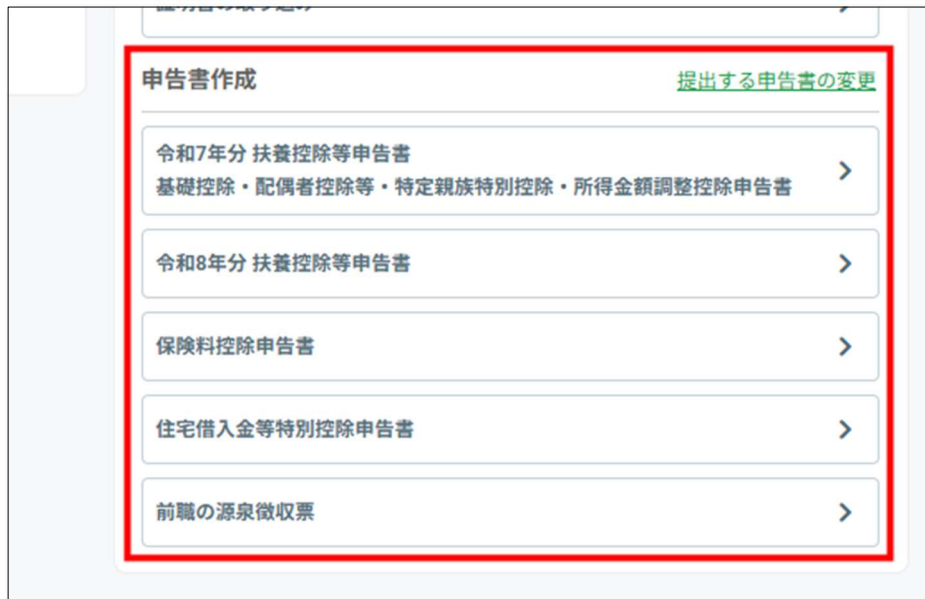 申告書作成
提出する申告書の変更
令和7年分 扶養控除等申告書
基礎控除・配偶者控除等・特定親族特別控除・所得金額調整控除申告書
令和8年分 扶養控除等申告書
保険料控除申告書
住宅借入金等特別控除申告書
前職の源泉徴収票